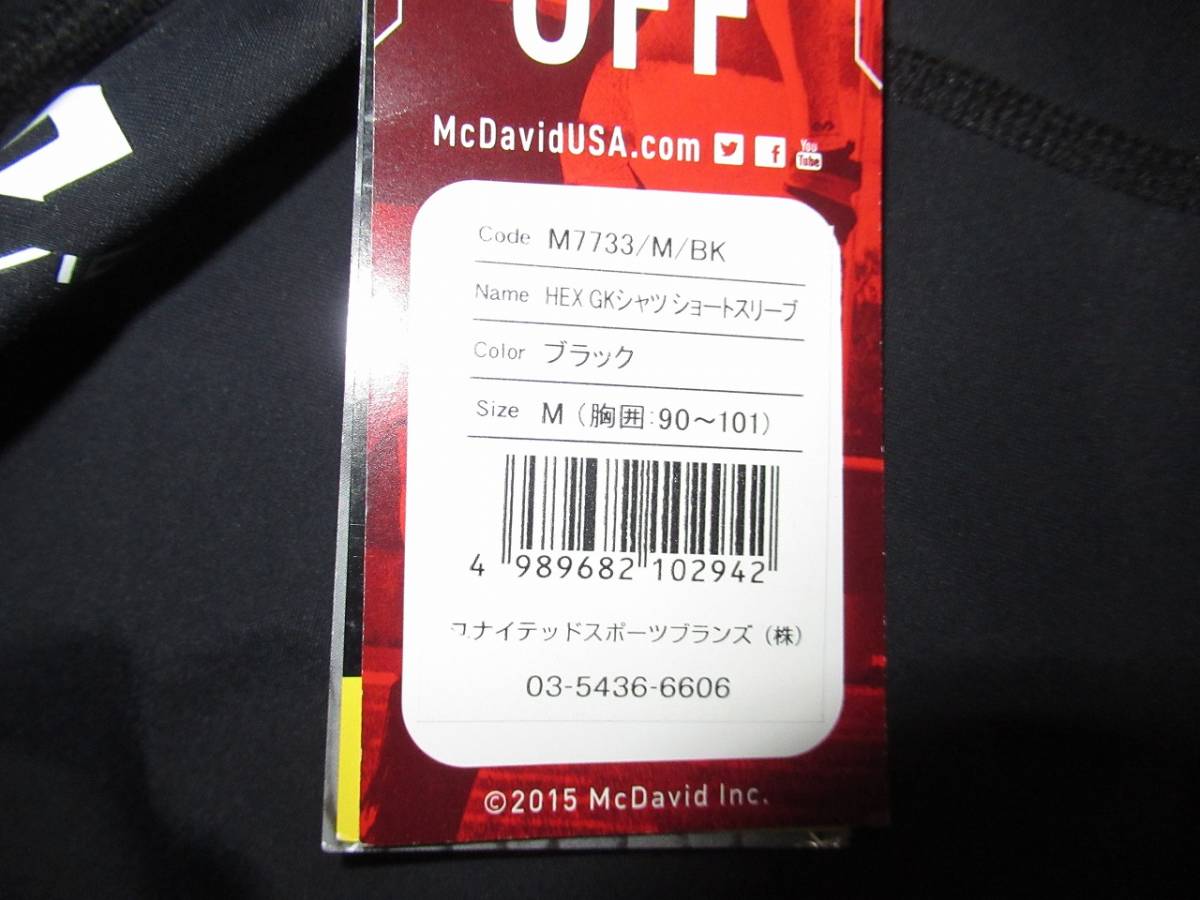 OFF
McDavidUSA.com You Tube
Code M7733/M/BK
Name HEX GKシャツ ショートスリーブ
Color ブラック
Size M (胸囲:90～101)
4 989682 102942
ユナイテッドスポーツブランズ (株)
03-5436-6606
©2015 McDavid Inc.